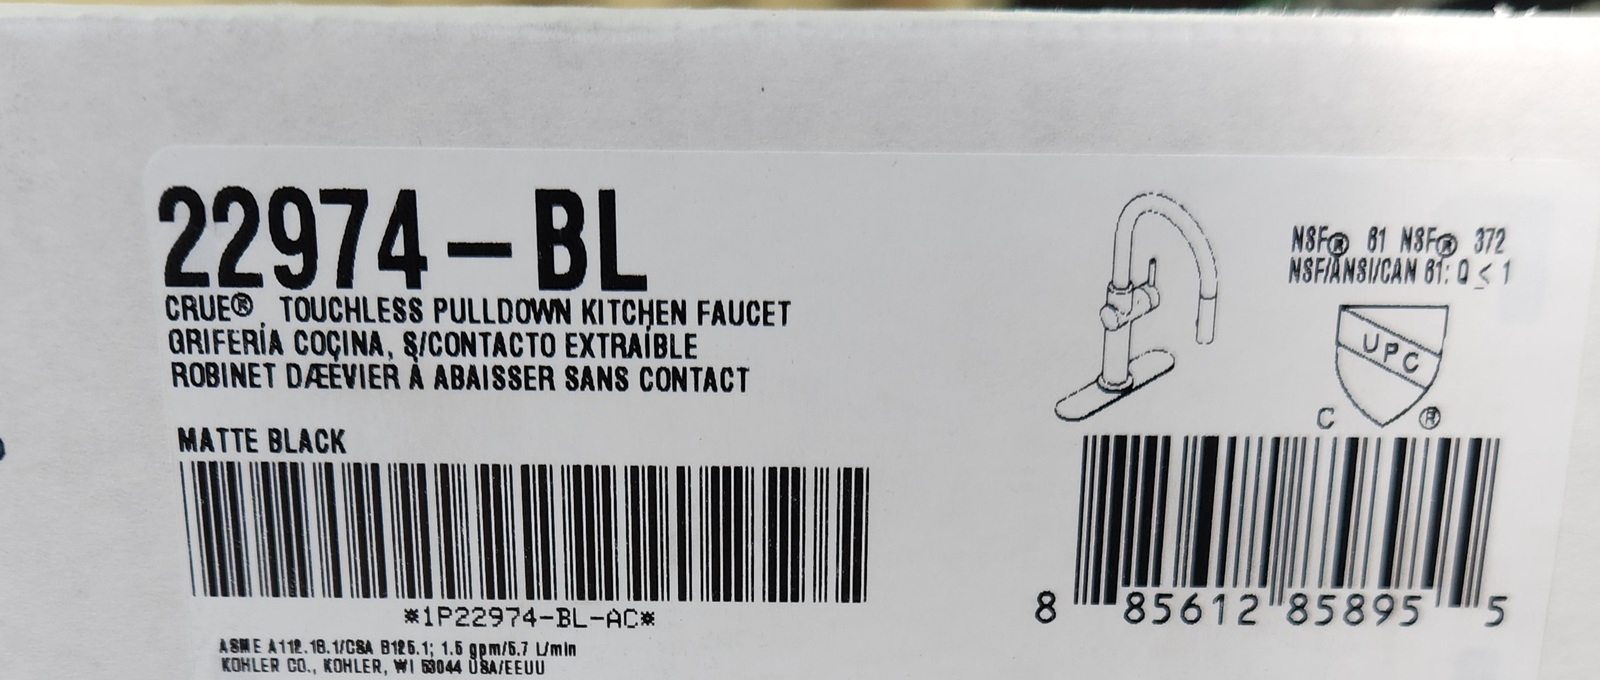 22974-BL
CRUE® TOUCHLESS PULLDOWN KITCHEN FAUCET
GRIFERÍA COCINA, S/CONTACTO EXTRAÍBLE
ROBINET DÆÉVIER À ABAISSER SANS CONTACT
MATTE BLACK
*1P22974-BL-AC*
ASME A112.18.1/CSA B125.1; 1.5 gpm/5.7 L/min
KOHLER CO., KOHLER, WI 53044 USA/EEUU
NSF® 61 NSF® 372
NSF/ANSI/CAN 61: Q ≤ 1
UPC
C ®
8 85612 85895 5